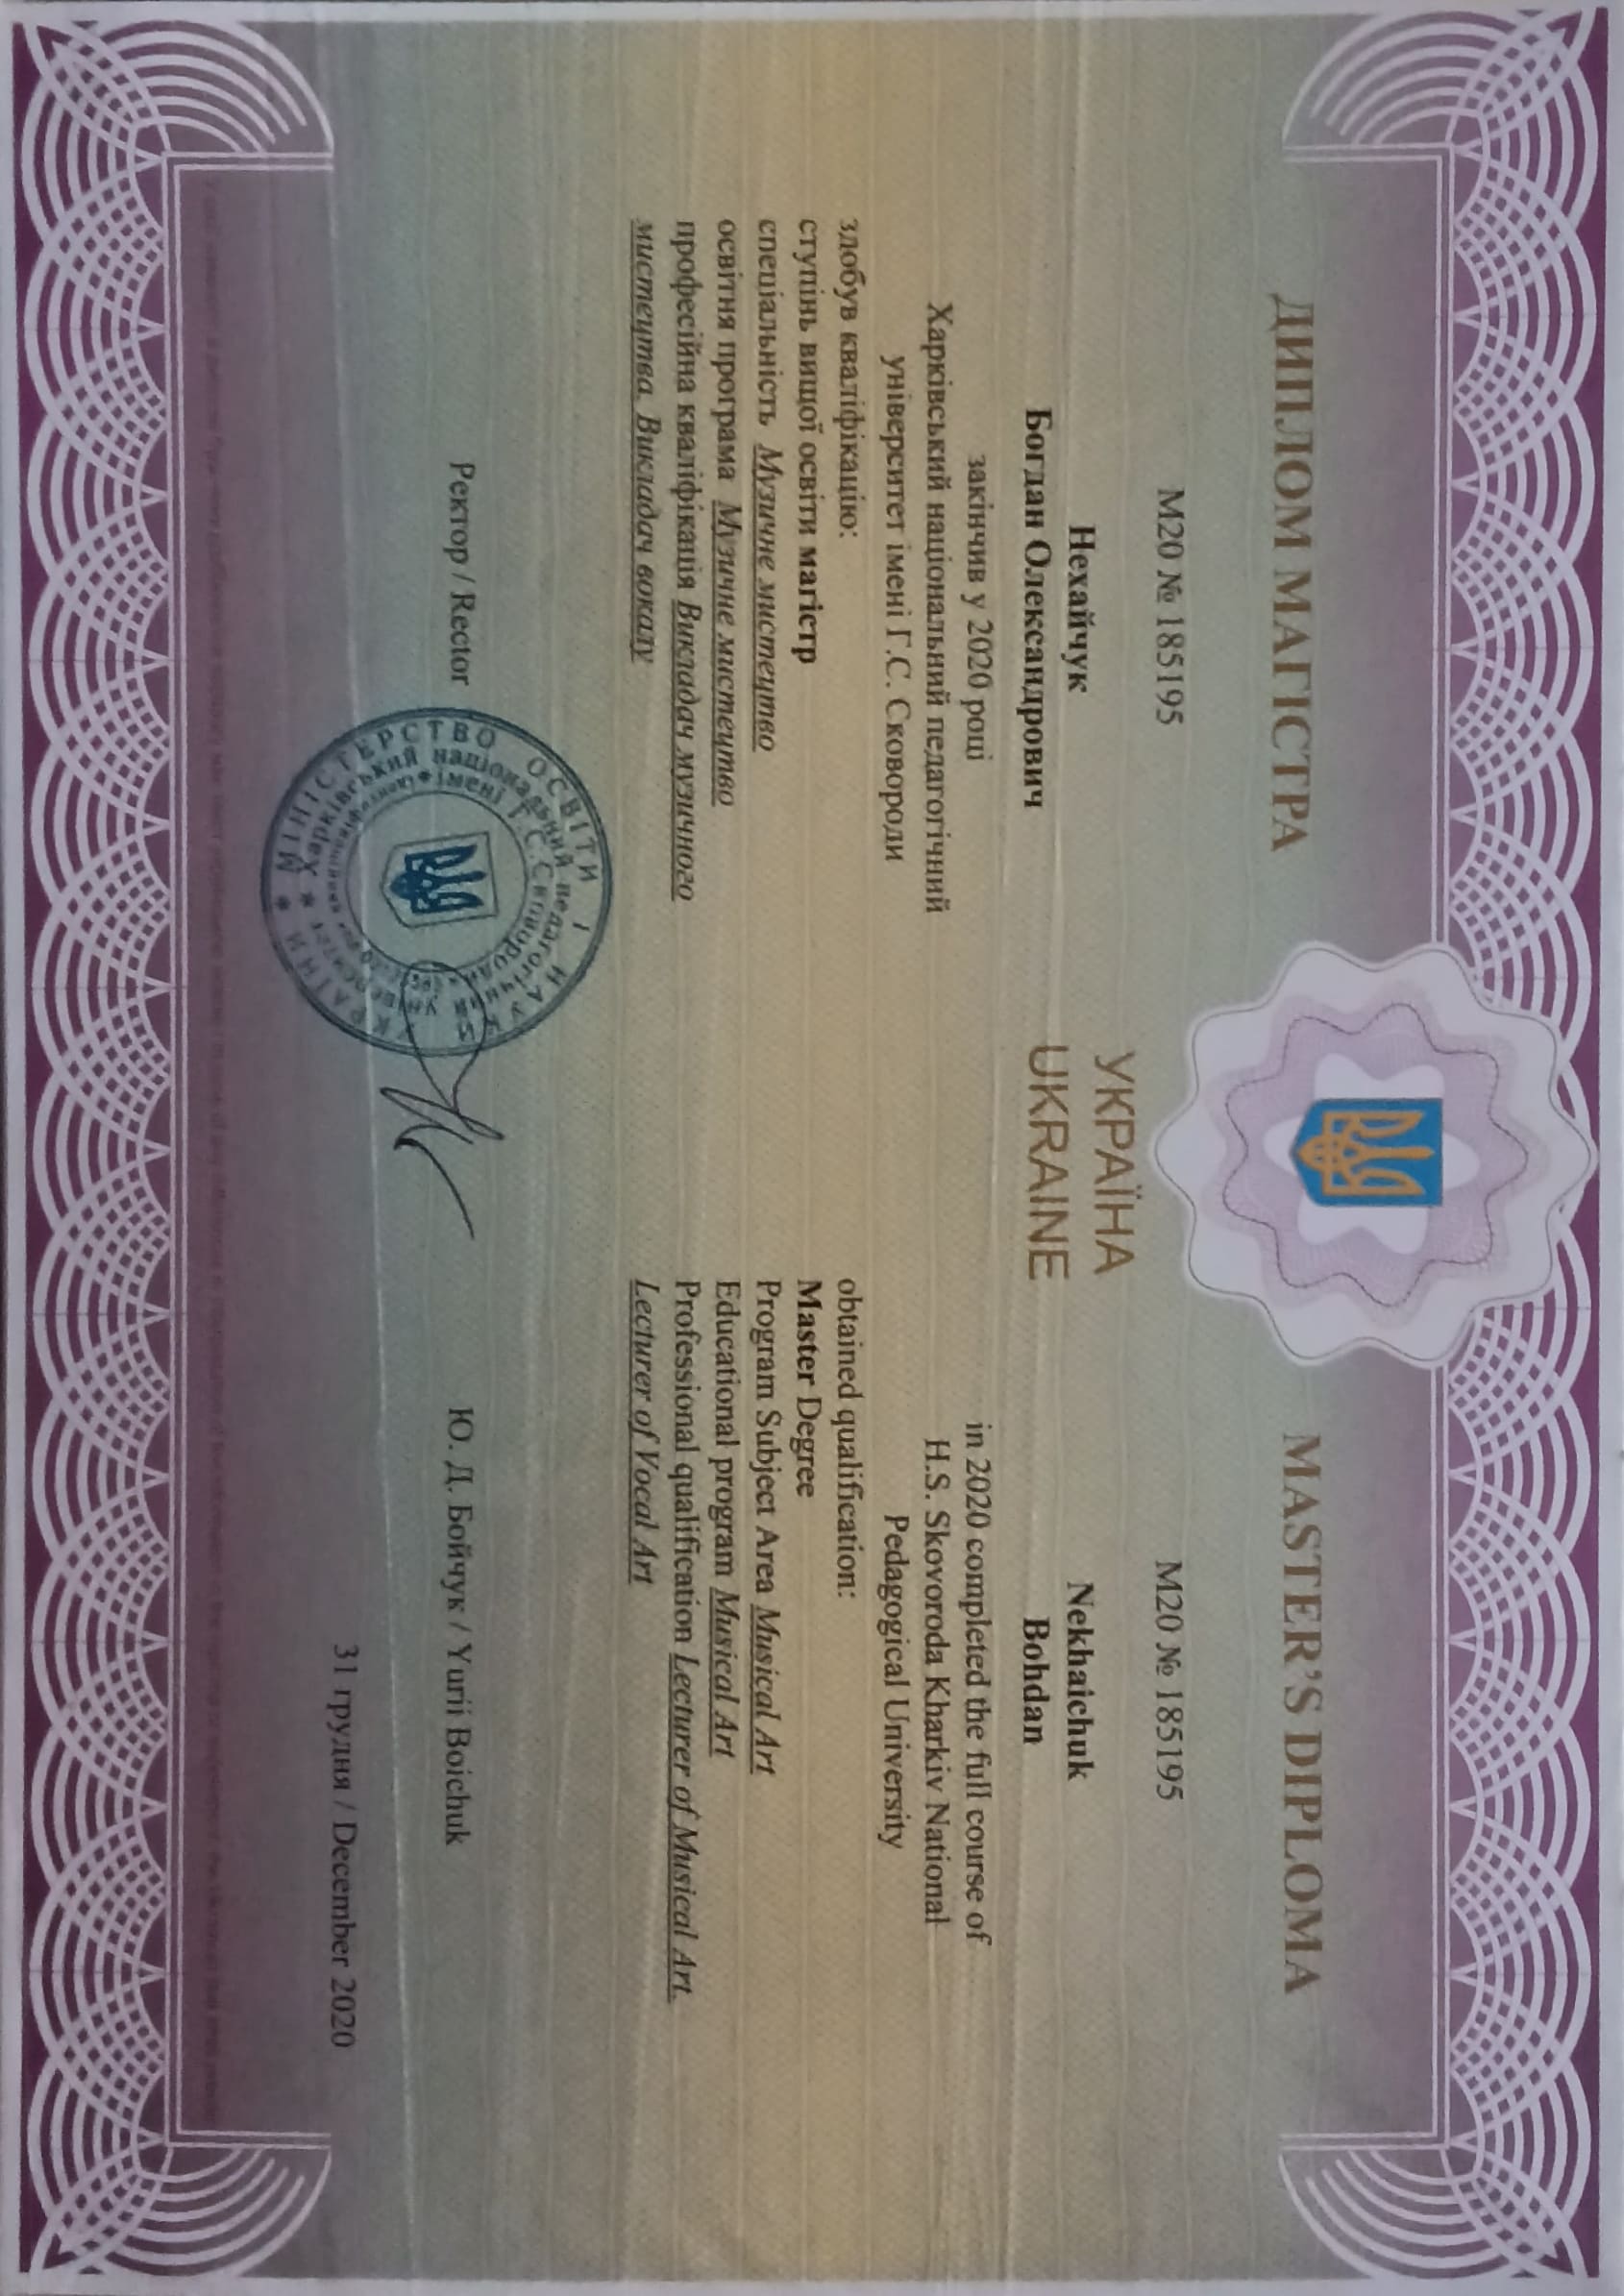 ДИПЛОМ МАГІСТРА
M20 № 185195
Нехайчук
Богдан Олександрович
закінчив у 2020 році
Харківський національний педагогічний
університет імені Г.С. Сковороди
здобув кваліфікацію:
ступінь вищої освіти магістр
спеціальність Музичне мистецтво
освітня програма Музичне мистецтво
професійна кваліфікація Викладач музичного
мистецтва. Викладач вокалу
УКРАЇНА
UKRAINE
MASTER'S DIPLOMA
M20 № 185195
Nekhaichuk
Bohdan
in 2020 completed the full course of
H.S. Skovoroda Kharkiv National
Pedagogical University
obtained qualification:
Master Degree
Program Subject Area Musical Art
Educational program Musical Art
Professional qualification Lecturer of Musical Art.
Lecturer of Vocal Art
Ректор / Rector
Ю. Д. Бойчук / Yurii Boichuk
31 грудня / December 2020
МІНІСТЕРСТВО ОСВІТИ І НАУКИ УКРАЇНИ
Харківський національний педагогічний університет
імені Г.С.Сковороди